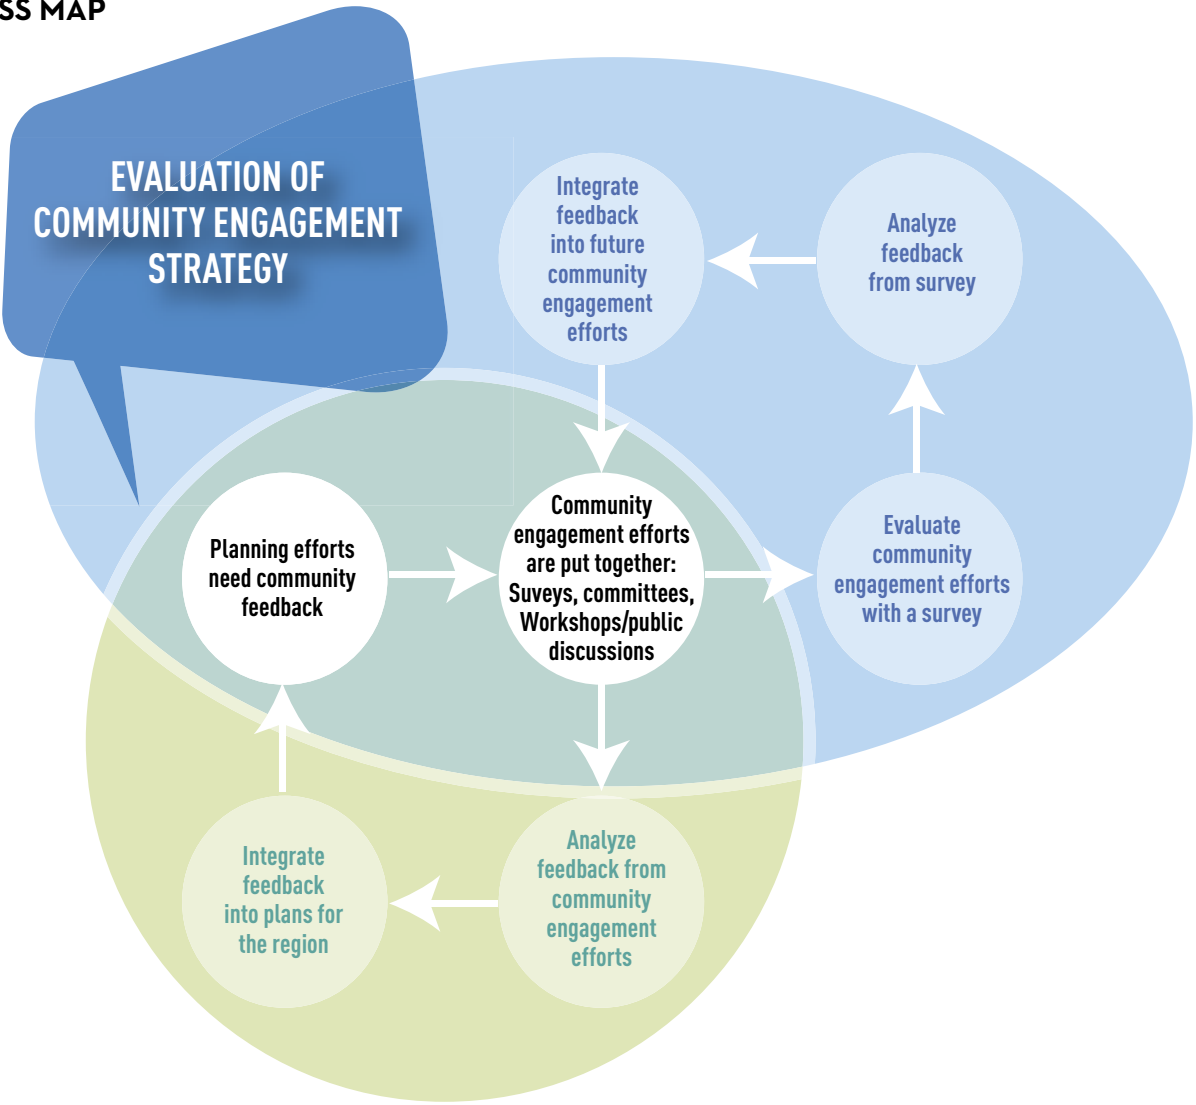 SS MAP
EVALUATION OF
COMMUNITY ENGAGEMENT
STRATEGY
Integrate
feedback
into future
community
engagement
efforts
Analyze
feedback
from survey
Planning efforts
need community
feedback
Community
engagement efforts
are put together:
Suveys, committees,
Workshops/public
discussions
Evaluate
community
engagement efforts
with a survey
Integrate
feedback
into plans for
the region
Analyze
feedback from
community
engagement
efforts